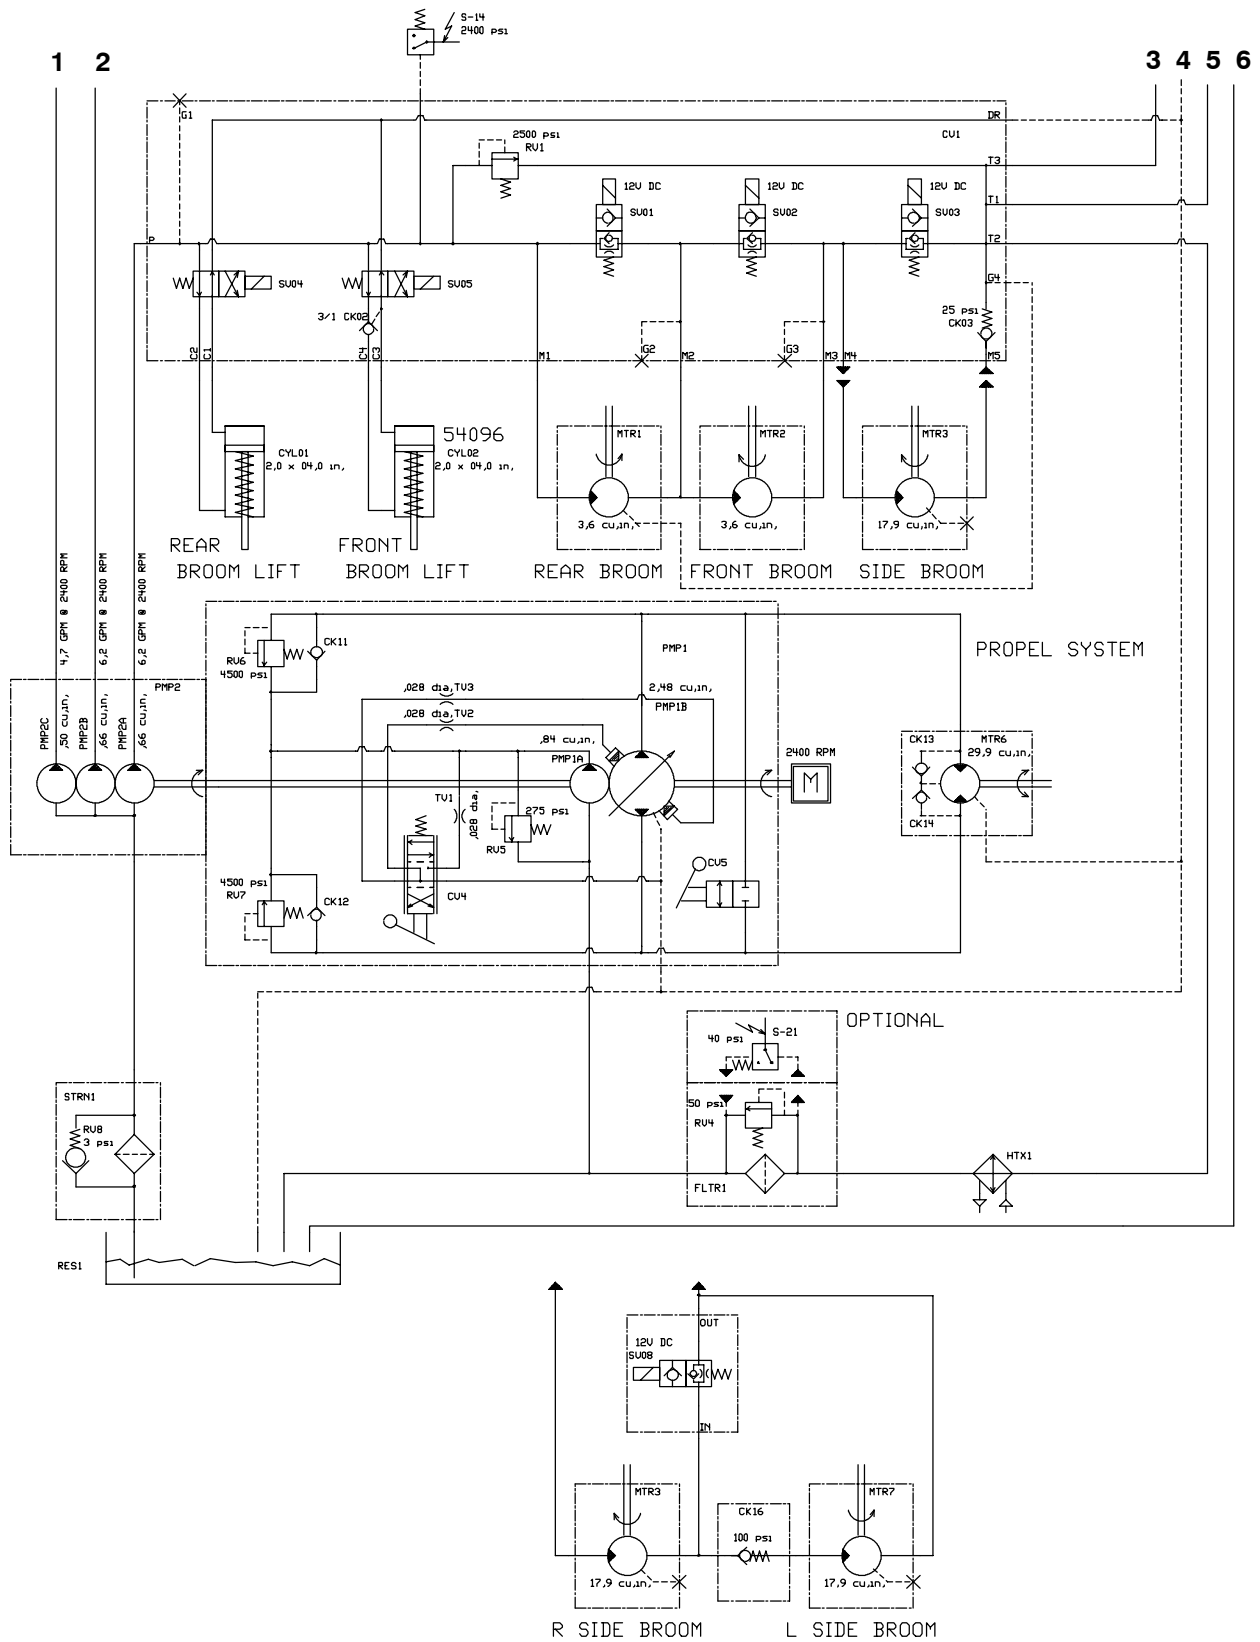 S-14
2400 psi
1 2
3 4 5 6
G1
DR
2500 psi
RV1
CV1
T3
12V DC
SV01
12V DC
SV02
12V DC
SV03
T1
P
T2
SV04
SV05
G4
3/1 CK02
25 psi
CK03
C2
C1
C4
C3
M1
G2
M2
G3
M3
M4
M5
CYL01
2,0 x 04,0 in,
54096
CYL02
2,0 x 04,0 in,
MTR1
MTR2
MTR3
3,6 cu,in,
3,6 cu,in,
17,9 cu,in,
REAR
BROOM LIFT
FRONT
BROOM LIFT
REAR BROOM
FRONT BROOM
SIDE BROOM
4,7 GPM @ 2400 RPM
6,2 GPM @ 2400 RPM
6,2 GPM @ 2400 RPM
PMP2
PMP2C
,50 cu,in,
PMP2B
,66 cu,in,
PMP2A
,66 cu,in,
RV6
4500 psi
CK11
PMP1
PROPEL SYSTEM
,028 dia,TV3
,028 dia,TV2
2,48 cu,in,
PMP1B
,84 cu,in,
PMP1A
2400 RPM
M
CK13
MTR6
29,9 cu,in,
CK14
TV1
,028 dia,
275 psi
RV5
4500 psi
RV7
CK12
CV4
CV5
OPTIONAL
40 psi
S-21
50 psi
RV4
FLTR1
HTX1
STRN1
RV8
3 psi
RES1
OUT
12V DC
SV08
IN
MTR3
CK16
100 psi
MTR7
17,9 cu,in,
17,9 cu,in,
R SIDE BROOM
L SIDE BROOM